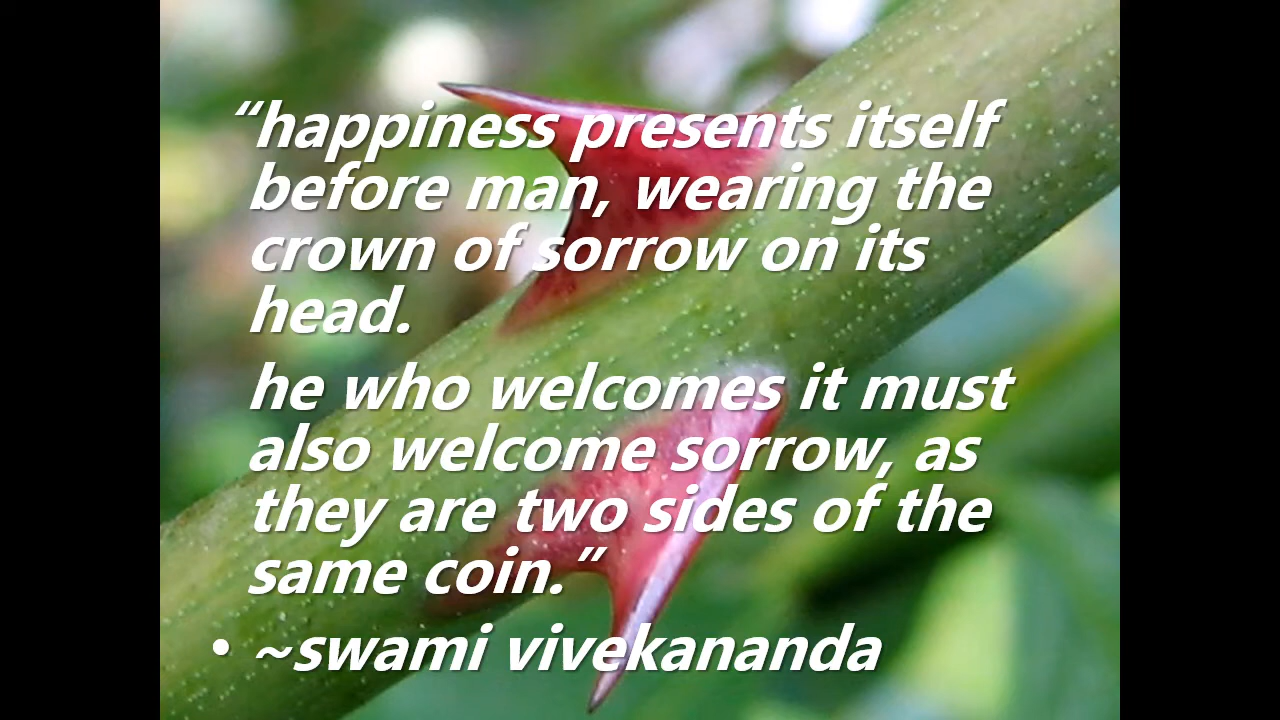 “happiness presents itself
before man, wearing the
crown of sorrow on its
head.
he who welcomes it must
also welcome sorrow, as
they are two sides of the
same coin.”
• ~swami vivekananda